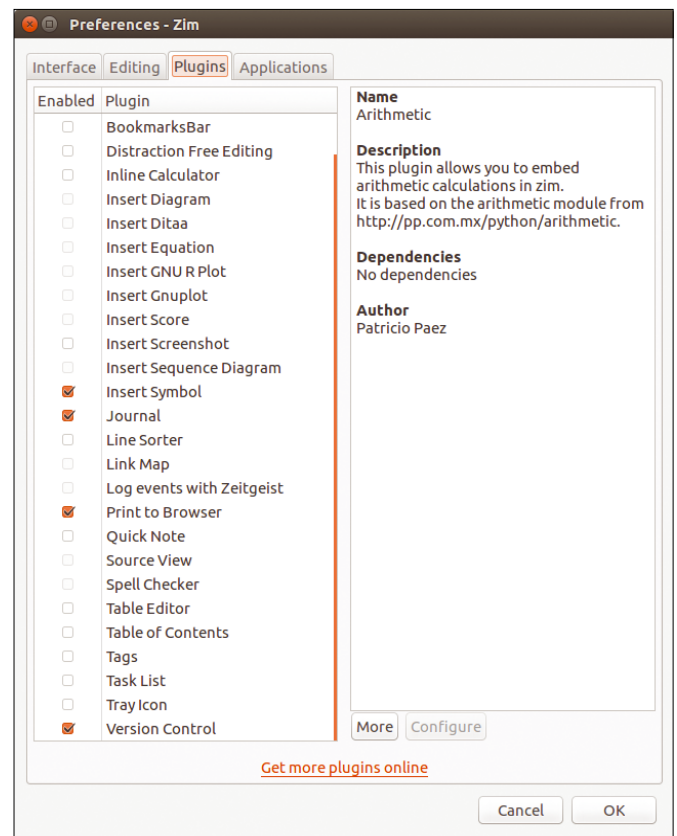 Preferences - Zim
Interface Editing Plugins Applications
Enabled Plugin
BookmarksBar
Distraction Free Editing
Inline Calculator
Insert Diagram
Insert Ditaa
Insert Equation
Insert GNU R Plot
Insert Gnuplot
Insert Score
Insert Screenshot
Insert Sequence Diagram
Insert Symbol
Journal
Line Sorter
Link Map
Log events with Zeitgeist
Print to Browser
Quick Note
Source View
Spell Checker
Table Editor
Table of Contents
Tags
Task List
Tray Icon
Version Control
Name
Arithmetic
Description
This plugin allows you to embed
arithmetic calculations in zim.
It is based on the arithmetic module from
http://pp.com.mx/python/arithmetic.
Dependencies
No dependencies
Author
Patricio Paez
More Configure
Get more plugins online
Cancel OK